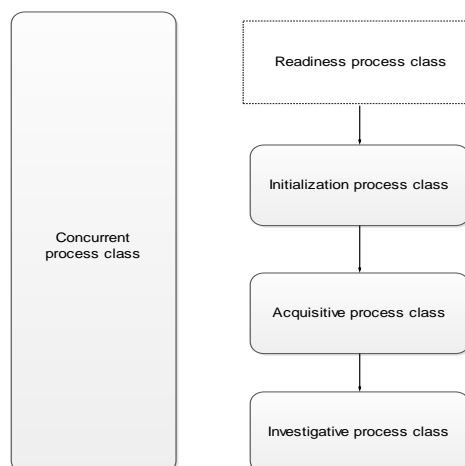 Readiness process class
Initialization process class
Concurrent
process class
Acquisitive process class
Investigative process class